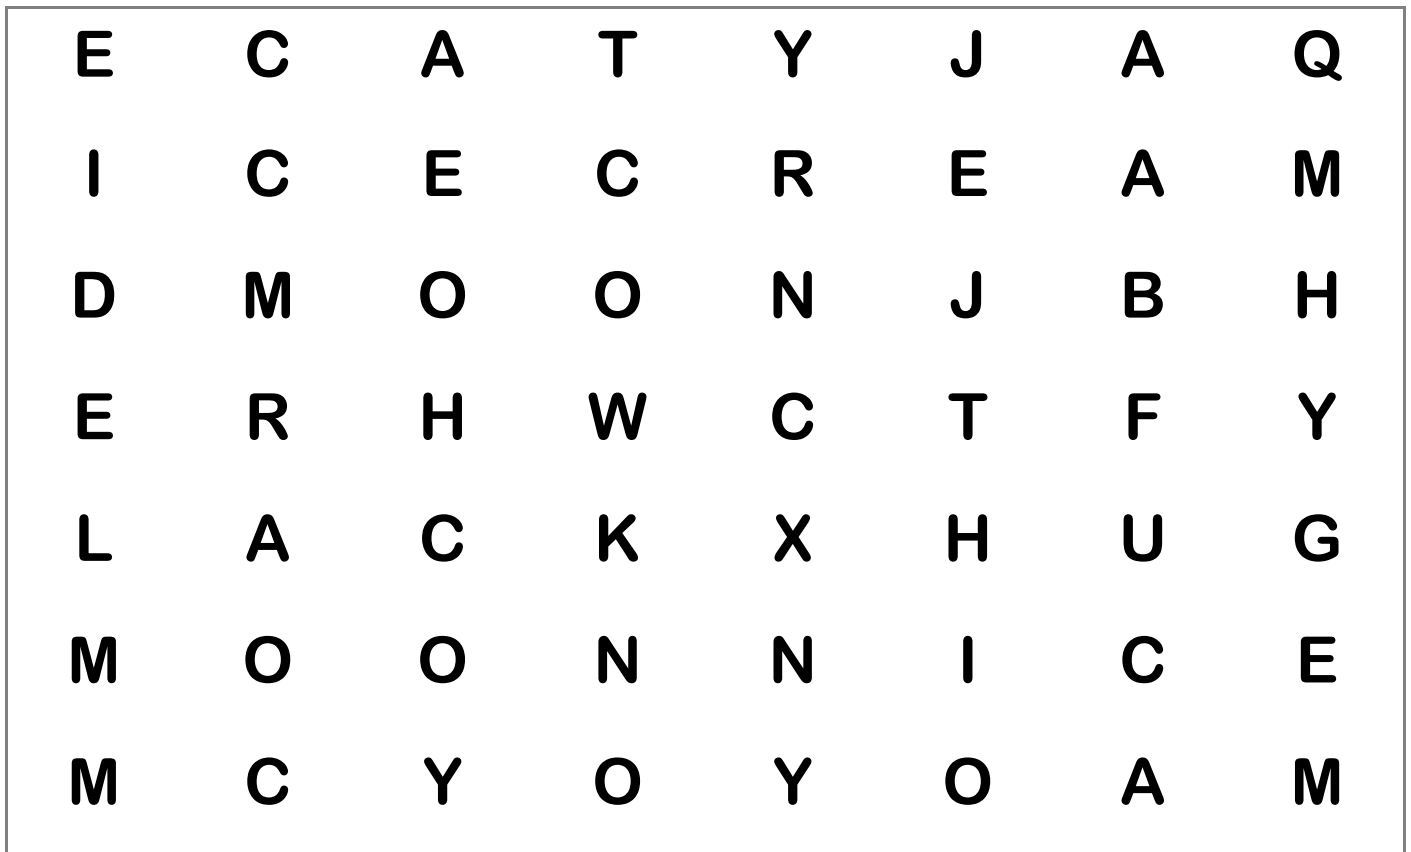 E C A T Y J A Q
I C E C R E A M
D M O O N J B H
E R H W C T F Y
L A C K X H U G
M O O N N I C E
M C Y O Y O A M